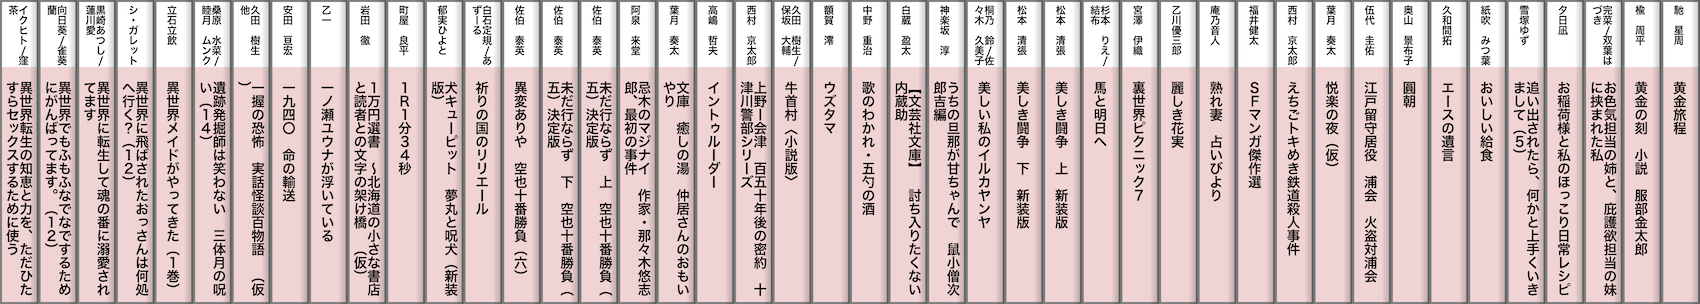 馳　星周
黄金旅程
楡　周平
黄金の刻　小説　服部金太郎
完菜/双葉は
づき
お色気担当の姉と、庇護欲担当の妹
に挟まれた私
夕日凪
お稲荷様と私のほっこり日常レシピ
雪塚ゆず
追い出されたら、何かと上手くいき
まして（５）
紙吹　みつ葉
おいしい給食
久和間拓
エースの遺言
奥山　景布子
圓朝
伍代　圭佑
江戸留守居役　浦会　火盗対浦会
葉月　奏太
悦楽の夜（仮）
西村　京太郎
えちごトキめき鉄道殺人事件
福井健太
ＳＦマンガ傑作選
庵乃音人
熟れ妻　占いびより
乙川優三郎
麗しき花実
宮澤　伊織
裏世界ピクニック７
杉本　りえ/
結布
馬と明日へ
松本　清張
美しき闘争　上　新装版
松本　清張
美しき闘争　下　新装版
桐乃　鈴/佐
々木　久美子
美しい私のイルカヤンヤ
神楽坂　淳
うちの旦那が甘ちゃんで　鼠小僧次
郎吉編
白蔵　盈太
【文芸社文庫】　討ち入りたくない
内蔵助
中野　重治
歌のわかれ・五勺の酒
額賀　澪
ウズタマ
久田　樹生/
保坂　大輔
牛首村〈小説版〉
西村　京太郎
上野ー会津　百五十年後の密約　十
津川警部シリーズ
高嶋　哲夫
イントゥルーダー
葉月　奏太
文庫　癒しの湯　仲居さんのおもい
やり
阿泉　来堂
忌木のマジナイ　作家・那々木悠志
郎、最初の事件
佐伯　泰英
未だ行ならず　上　空也十番勝負（
五）決定版
佐伯　泰英
未だ行ならず　下　空也十番勝負（
五）決定版
佐伯　泰英
異変ありや　空也十番勝負（六）
白石定規/あ
ずーる
祈りの国のリリエール
郁実ひよと
犬キューピット　夢丸と呪犬（新装
版）
町屋　良平
１Ｒ１分３４秒
岩田　徹
１万円選書　～北海道の小さな書店
と読者との文字の架け橋　（仮）
乙一
一ノ瀬ユウナが浮いている
安田　亘宏
一九四〇　命の輸送
久田　樹生
他
一握の恐怖　実話怪談百物語　（仮
）
桑原　水菜/
睦月　ムンク
遺跡発掘師は笑わない　三体月の呪
い（１４）
立石立飲
異世界メイドがやってきた（１巻）
シ・ガレット
異世界に飛ばされたおっさんは何処
へ行く？（１２）
黒崎あつし/
蓮川愛
異世界に転生して魂の番に溺愛され
てます
向日葵/雀葵
蘭
異世界でもふもふなでなでするため
にがんばってます。（１２）
イクヒト/窪
茶
異世界転生の知恵と力を、ただひた
すらセックスするために使う